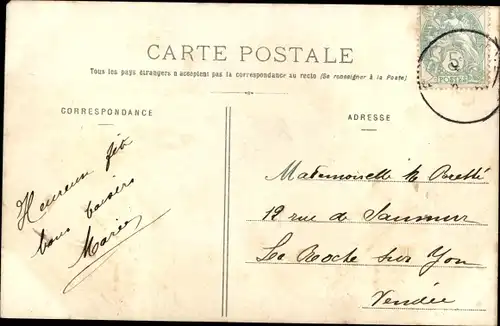 CARTE POSTALE
Tous les pays étrangers n'acceptent pas la correspondance au recto (Se renseigner à la Poste)
CORRESPONDANCE
ADRESSE
Heureuse fête
bons baisers
Marie
Mademoiselle
19 rue de Saumur
La Roche sur Yon
Vendée
5
POSTES